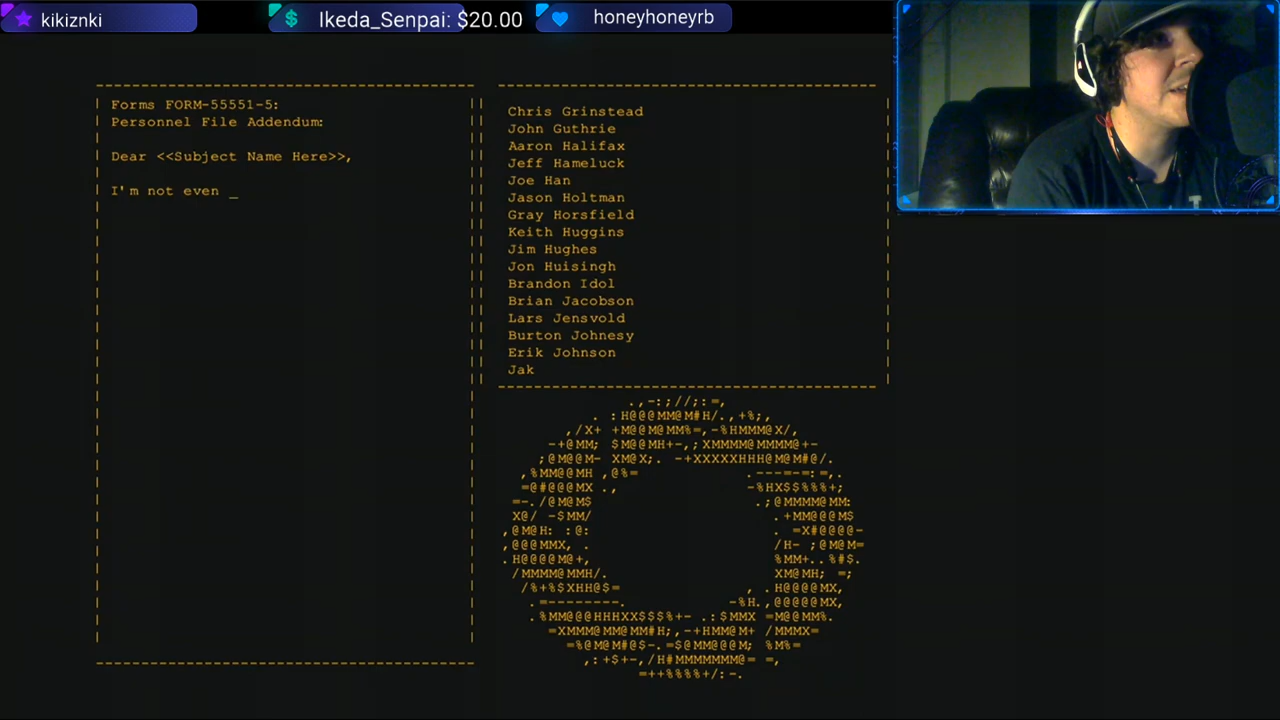 kikiznki
Ikeda_Senpai: $20.00
honeyhoneyrb
Forms FORM-55551-5:
Personnel File Addendum:
Dear <<Subject Name Here>>,
I'm not even _
Chris Grinstead
John Guthrie
Aaron Halifax
Jeff Hameluck
Joe Han
Jason Holtman
Gray Horsfield
Keith Huggins
Jim Hughes
Jon Huisingh
Brandon Idol
Brian Jacobson
Lars Jensvold
Burton Johnesy
Erik Johnson
Jak